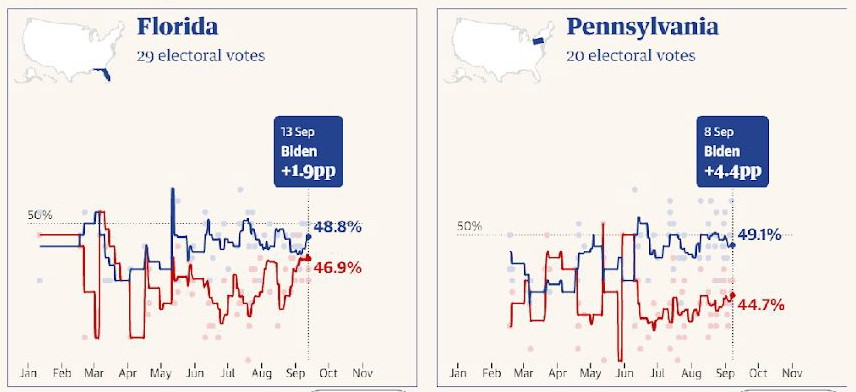 Florida
29 electoral votes
13 Sep
Biden
+1.9pp
50%
48.8%
46.9%
Jan Feb Mar Apr May Jun Jul Aug Sep Oct Nov
Pennsylvania
20 electoral votes
8 Sep
Biden
+4.4pp
50%
49.1%
44.7%
Jan Feb Mar Apr May Jun Jul Aug Sep Oct Nov